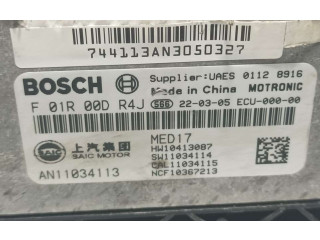 744113AN3050327
BOSCH Supplier:UAES 0112 8916
Made in China MOTRONIC
F 01R 00D R4J 22-03-05 ECU-000-00
上汽集团 MED17
SAIC MOTOR HW10413087
SW11034114
CAL11034115
AN11034113 NCF10367213